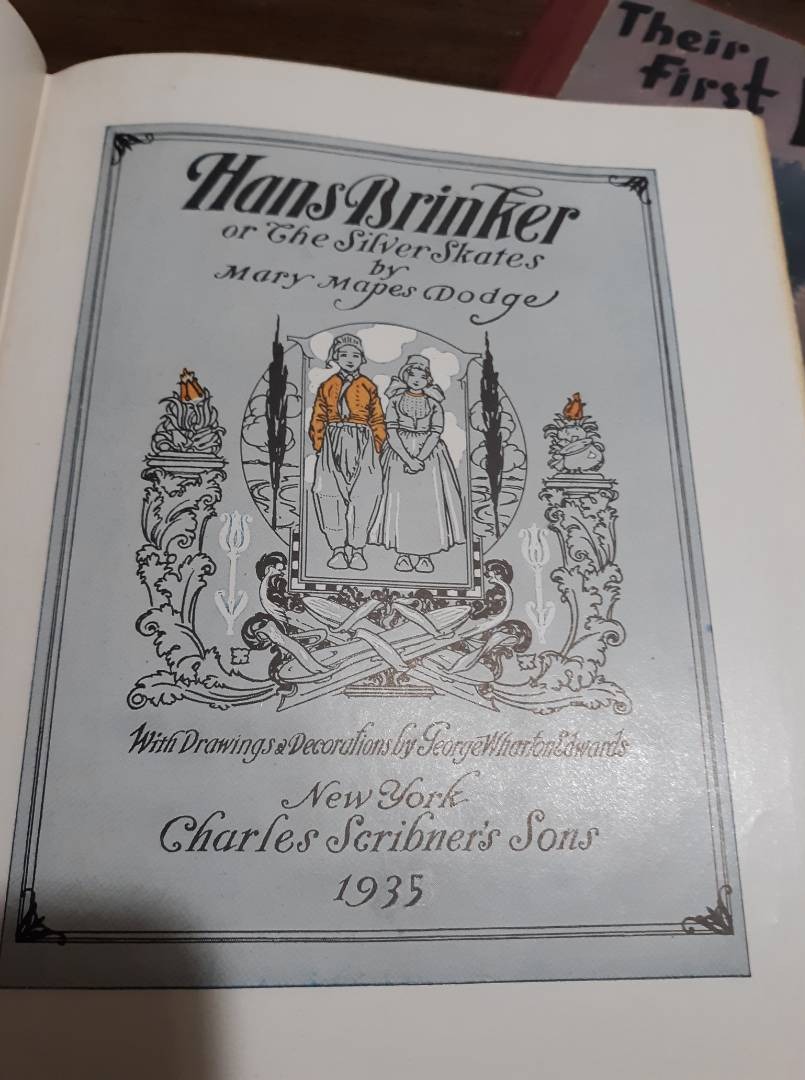 Hans Brinker
or The Silver Skates
by
Mary Mapes Dodge
With Drawings & Decorations by George Wharton Edwards
New York
Charles Scribner's Sons
1935
Their
First